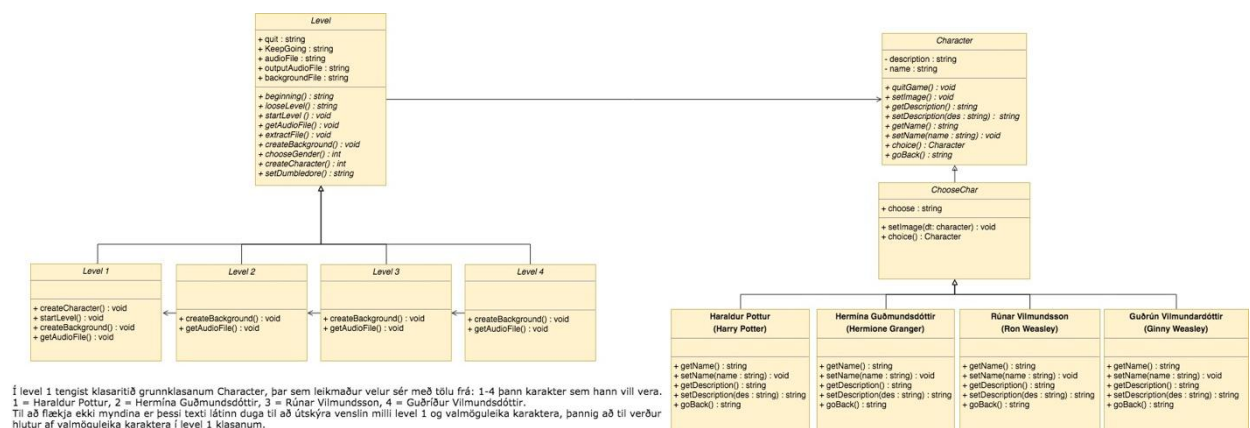 Level
+ quit : string
+ KeepGoing : string
+ audioFile : string
+ outputAudioFile : string
+ backgroundFile : string
+ beginning() : string
+ looseLevel() : string
+ startLevel () : void
+ getAudioFile() : void
+ extractFile() : void
+ createBackground() : void
+ chooseGender() : int
+ createCharacter() : int
+ setDumbledore() : string
Character
- description : string
- name : string
+ quitGame() : void
+ setImage() : void
+ getDescription() : string
+ setDescription(des : string) : string
+ getName() : string
+ setName(name : string) : void
+ choice() : Character
+ goBack() : string
ChooseChar
+ choose : string
+ setImage(dt: character) : void
+ choice() : Character
Level 1
+ createCharacter() : void
+ startLevel() : void
+ createBackground() : void
+ getAudioFile() : void
Level 2
+ createBackground() : void
+ getAudioFile() : void
Level 3
+ createBackground() : void
+ getAudioFile() : void
Level 4
+ createBackground() : void
+ getAudioFile() : void
Haraldur Pottur
(Harry Potter)
+ getName() : string
+ setName(name : string) : void
+ getDescription() : string
+ setDescription(des : string) : string
+ goBack() : string
Hermína Guðmundsdóttir
(Hermione Granger)
+ getName() : string
+ setName(name : string) : void
+ getDescription() : string
+ setDescription(des : string) : string
+ goBack() : string
Rúnar Vilmundsson
(Ron Weasley)
+ getName() : string
+ setName(name : string) : void
+ getDescription() : string
+ setDescription(des : string) : string
+ goBack() : string
Guðrún Vilmundardóttir
(Ginny Weasley)
+ getName() : string
+ setName(name : string) : void
+ getDescription() : string
+ setDescription(des : string) : string
+ goBack() : string
Í level 1 tengist klasaritið grunnklasanum Character, þar sem leikmaður velur sér með tölu frá: 1-4 þann karakter sem hann vill vera.
1 = Haraldur Pottur, 2 = Hermína Guðmundsdóttir, 3 = Rúnar Vilmundsson, 4 = Guðríður Vilmundsdóttir.
Til að flækja ekki myndina er þessi texti látinn duga til að útskýra venslin milli level 1 og valmöguleika karaktera, þannig að til verður
hlutur af valmöguleika karaktera í level 1 klasanum.